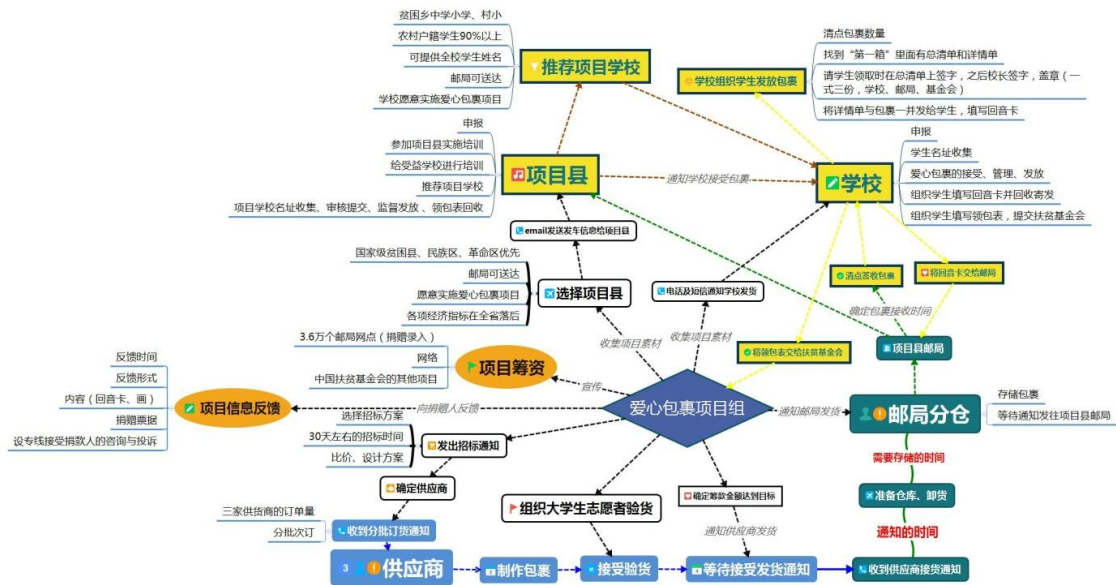 贫困乡中学小学、村小
农村户籍学生90%以上
可提供全校学生姓名
邮局可送达
学校愿意实施爱心包裹项目
推荐项目学校
学校组织学生发放包裹
清点包裹数量
找到“第一箱”里面有总清单和详情单
请学生领取时在总清单上签字，之后校长签字，盖章（一
式三份，学校、邮局、基金会）
将详情单与包裹一并发给学生，填写回音卡
申报
参加项目县实施培训
给受益学校进行培训
推荐项目学校
项目学校名址收集、审核提交、监督发放 、领包表回收
项目县
通知学校接受包裹
学校
申报
学生名址收集
爱心包裹的接受、管理、发放
组织学生填写回音卡并回收寄发
组织学生填写领包表，提交扶贫基金会
email发送发车信息给项目县
国家级贫困县、民族区、革命区优先
邮局可送达
愿意实施爱心包裹项目
各项经济指标在全省落后
选择项目县
电话及短信通知学校发货
清点签收包裹
将回音卡交给邮局
确定包裹接收时间
收集项目素材
收集项目素材
将领包表交给扶贫基金会
项目县邮局
3.6万个邮局网点（捐赠录入）
网络
中国扶贫基金会的其他项目
项目筹资
宣传
反馈时间
反馈形式
内容（回音卡、画）
捐赠票据
设专线接受捐款人的咨询与投诉
项目信息反馈
向捐赠人反馈
爱心包裹项目组
通知邮局发货
邮局分仓
存储包裹
等待通知发往项目县邮局
选择招标方案
30天左右的招标时间
比价、设计方案
发出招标通知
需要存储的时间
确定供应商
组织大学生志愿者验货
确定筹款金额达到目标
准备仓库、卸货
三家供货商的订单量
分批次订
收到分批订货通知
通知供应商发货
通知的时间
3
供应商
制作包裹
接受验货
等待接受发货通知
收到供应商接货通知